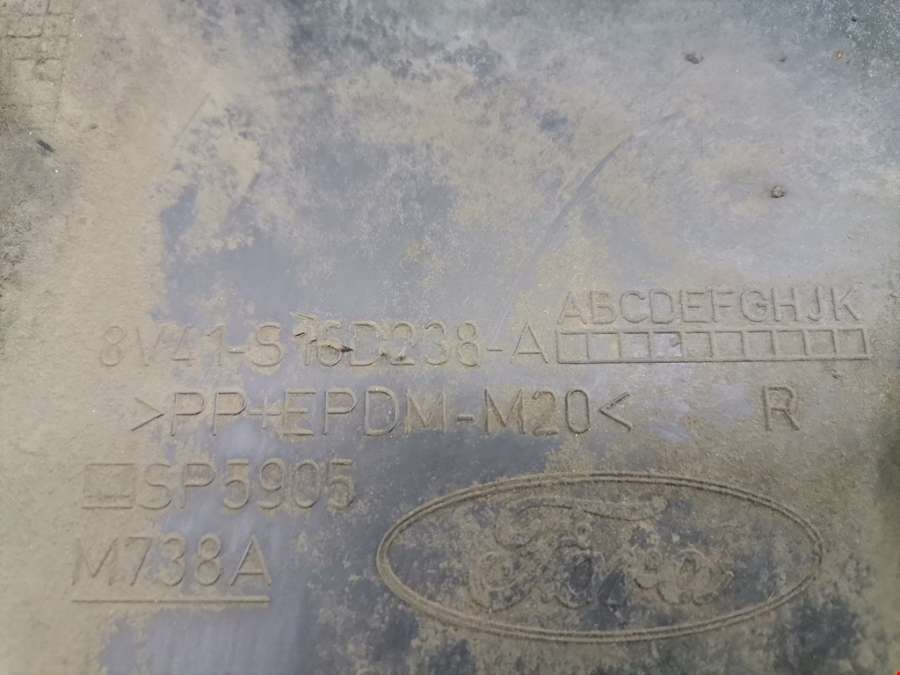 ABCDEFGHJK
8V41-S16D238-A
>PP+EPDM-M20< R
SP5905
M738A
Ford